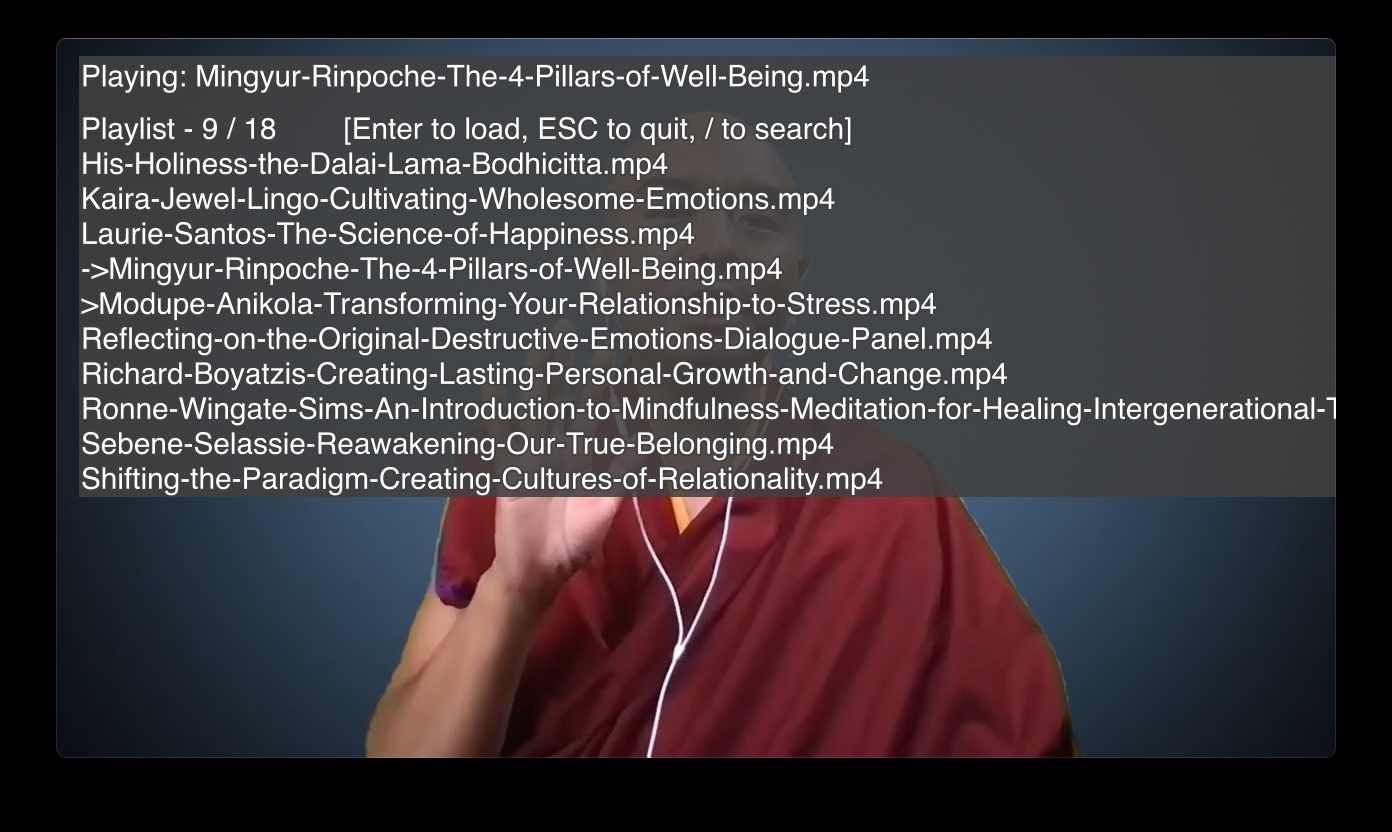 Playing: Mingyur-Rinpoche-The-4-Pillars-of-Well-Being.mp4
Playlist - 9 / 18 [Enter to load, ESC to quit, / to search]
His-Holiness-the-Dalai-Lama-Bodhicitta.mp4
Kaira-Jewel-Lingo-Cultivating-Wholesome-Emotions.mp4
Laurie-Santos-The-Science-of-Happiness.mp4
->Mingyur-Rinpoche-The-4-Pillars-of-Well-Being.mp4
>Modupe-Anikola-Transforming-Your-Relationship-to-Stress.mp4
Reflecting-on-the-Original-Destructive-Emotions-Dialogue-Panel.mp4
Richard-Boyatzis-Creating-Lasting-Personal-Growth-and-Change.mp4
Ronne-Wingate-Sims-An-Introduction-to-Mindfulness-Meditation-for-Healing-Intergenerational-
Sebene-Selassie-Reawakening-Our-True-Belonging.mp4
Shifting-the-Paradigm-Creating-Cultures-of-Relationality.mp4